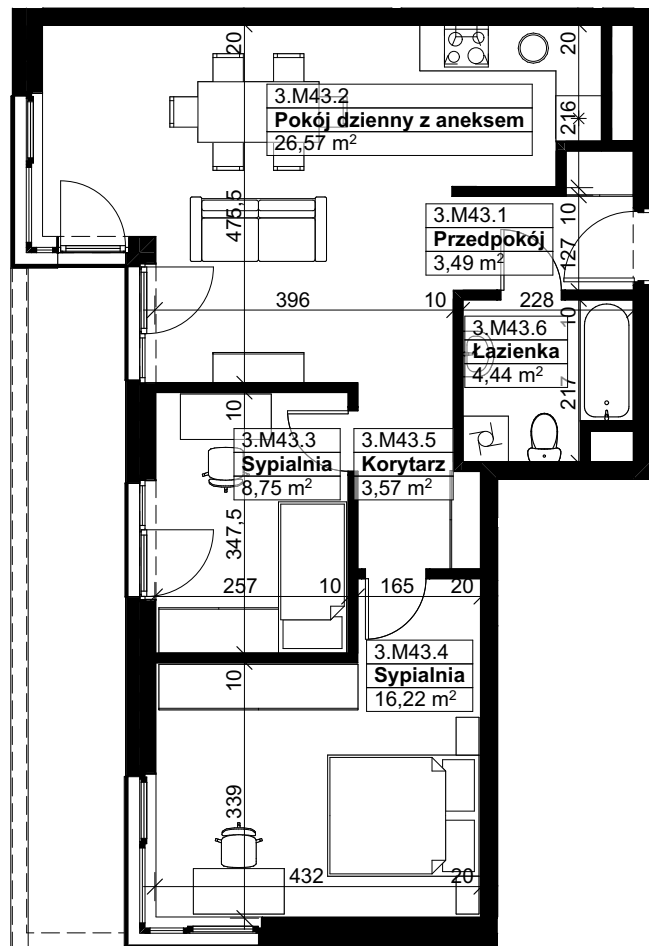 20
20
3.M43.2
Pokój dzienny z aneksem
26,57 m²
216
475,5
3.M43.1
Przedpokój
3,49 m²
10
127
396
10
228
10
3.M43.6
Łazienka
4,44 m²
217
10
3.M43.3
Sypialnia
8,75 m²
3.M43.5
Korytarz
3,57 m²
347,5
257
10
165
20
3.M43.4
Sypialnia
16,22 m²
10
339
432
20